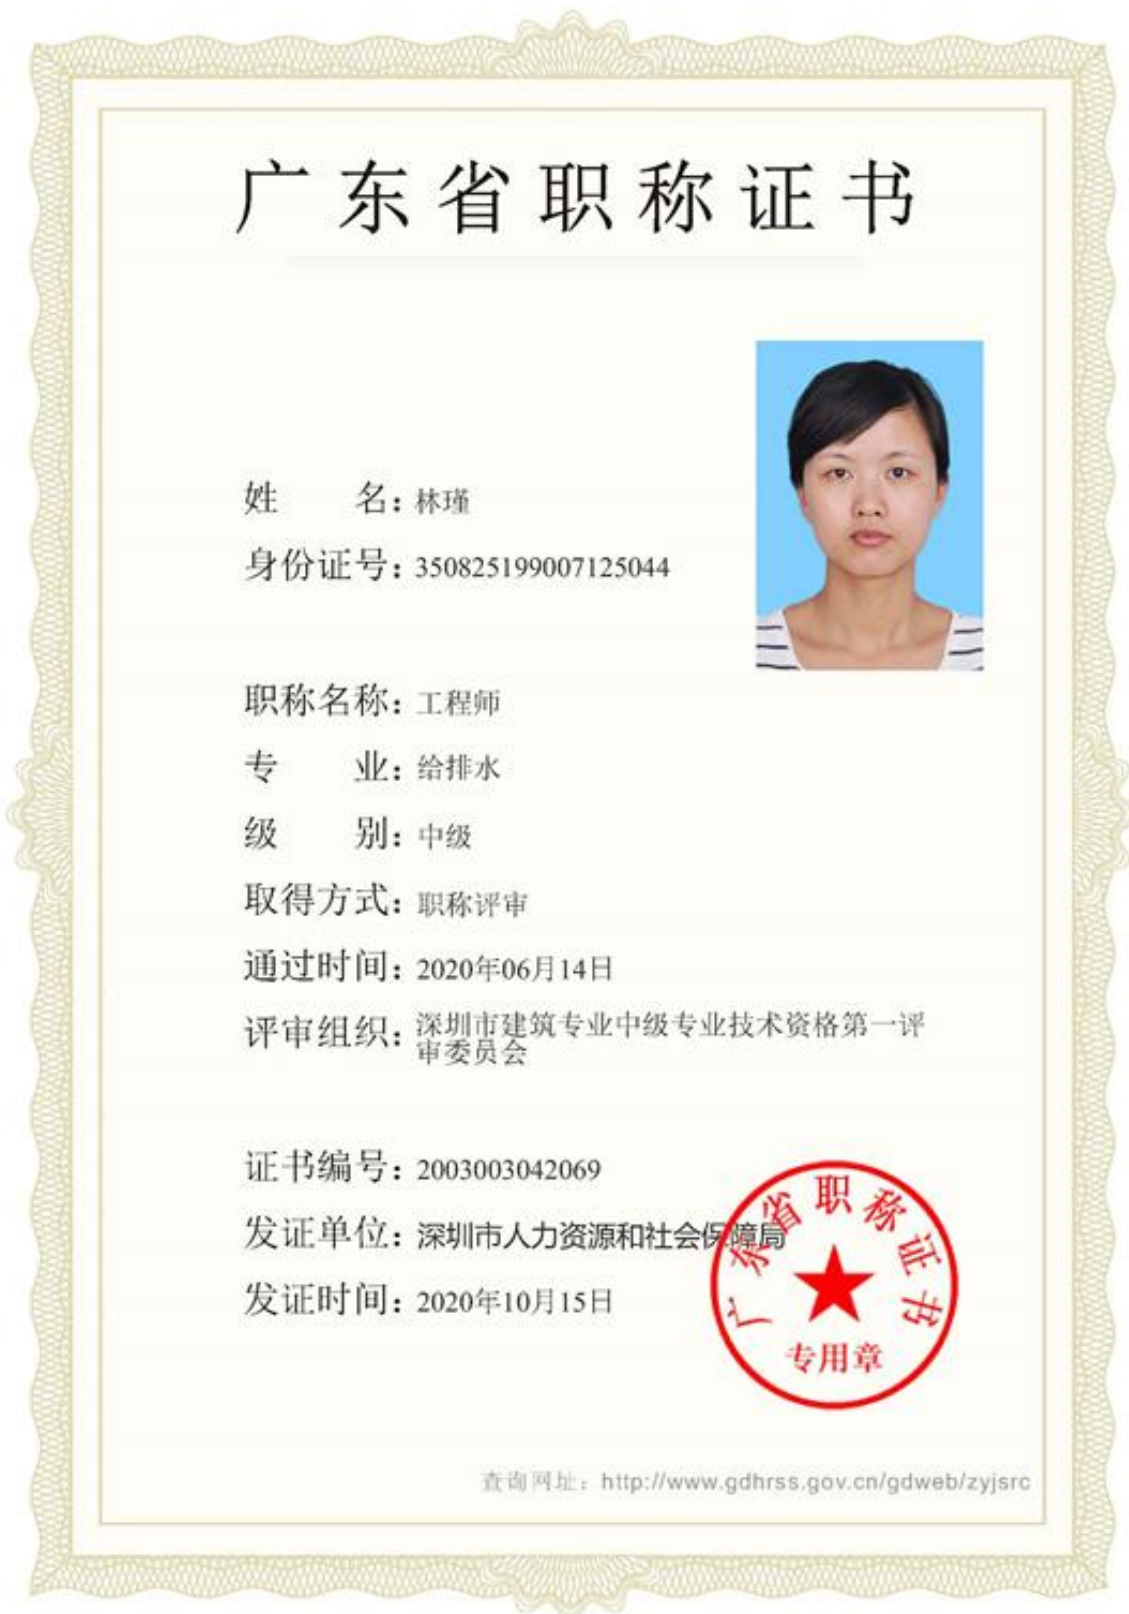 广东省职称证书
姓 名：林瑾
身份证号：350825199007125044
职称名称：工程师
专 业：给排水
级 别：中级
取得方式：职称评审
通过时间：2020年06月14日
评审组织：深圳市建筑专业中级专业技术资格第一评
审委员会
证书编号：2003003042069
发证单位：深圳市人力资源和社会保障局
发证时间：2020年10月15日
广东省职称证书
专用章
查询网址：http://www.gdhrss.gov.cn/gdweb/zyjsrc